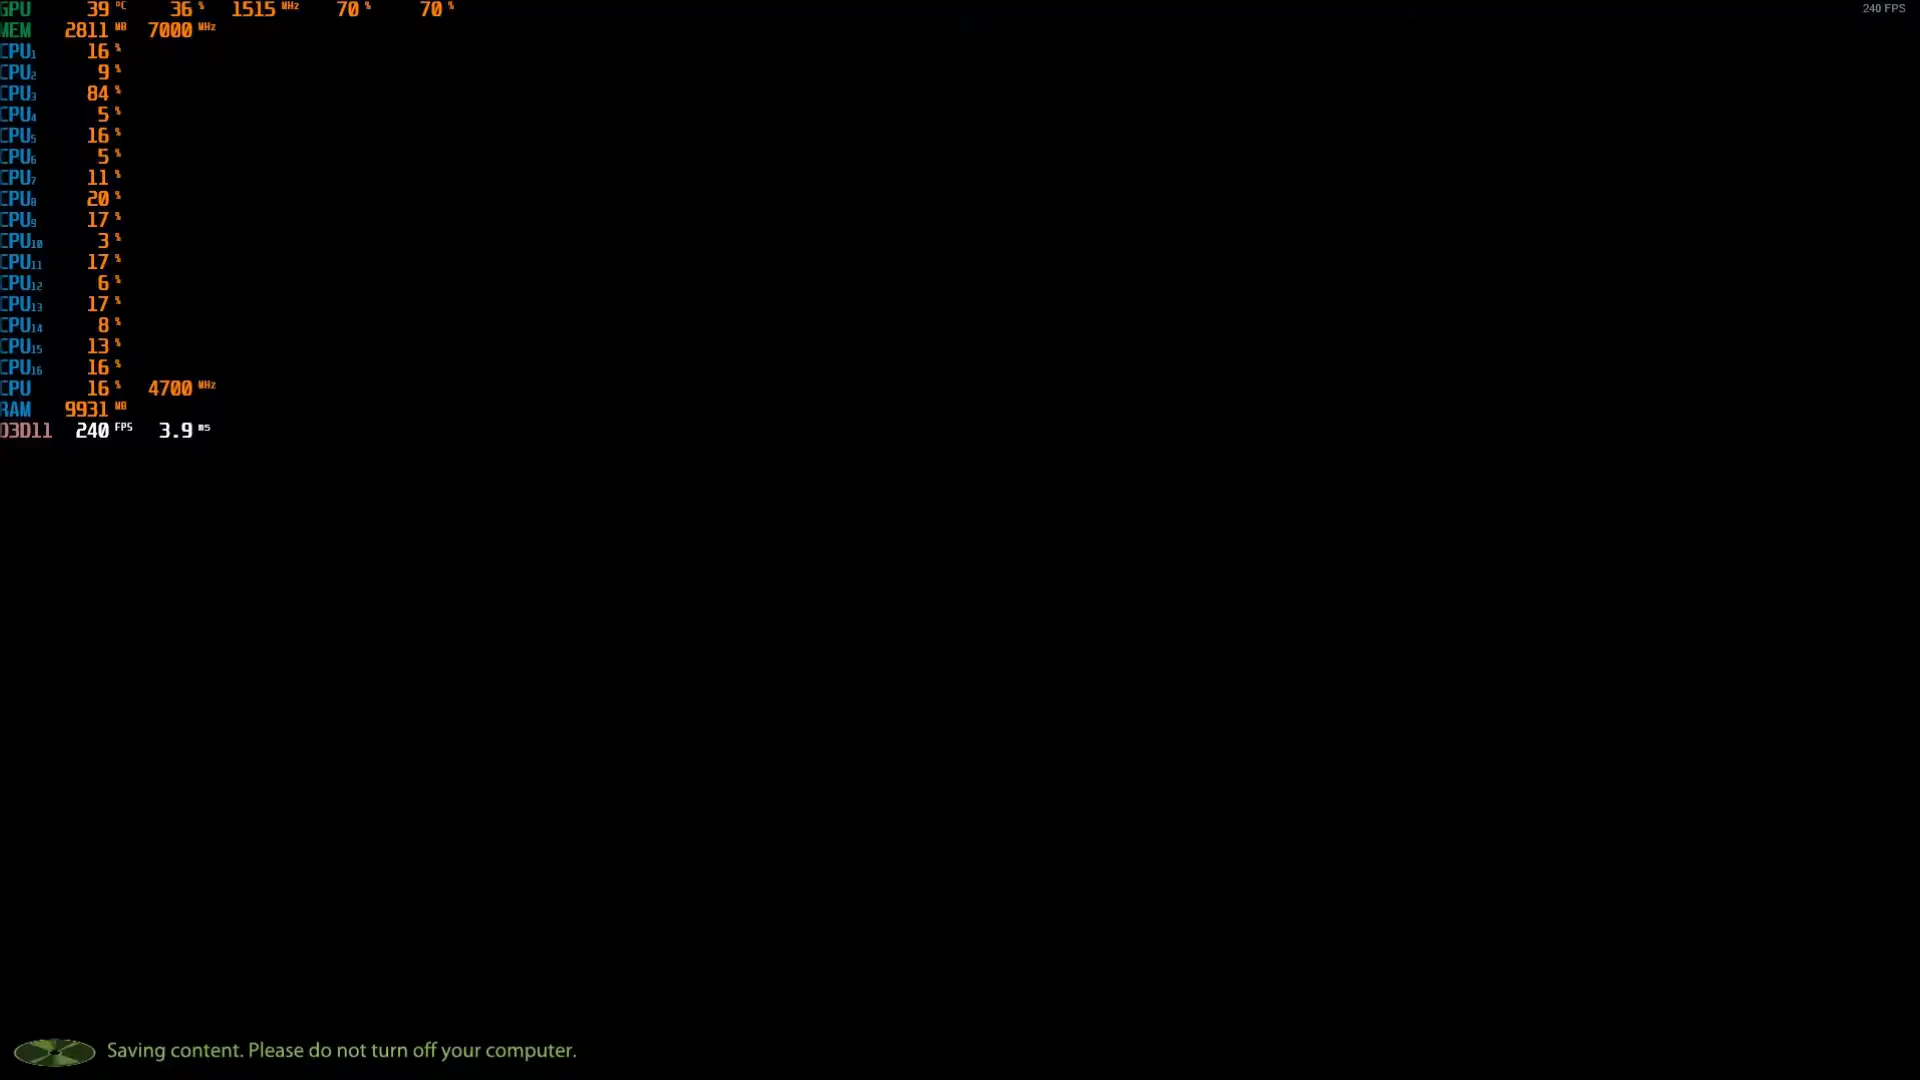 GPU 39 °C 36 % 1515 MHz 70 % 70 %
240 FPS
MEM 2811 MB 7000 MHz
CPU1 16 %
CPU2 9 %
CPU3 84 %
CPU4 5 %
CPU5 16 %
CPU6 5 %
CPU7 11 %
CPU8 20 %
CPU9 17 %
CPU10 3 %
CPU11 17 %
CPU12 6 %
CPU13 17 %
CPU14 8 %
CPU15 13 %
CPU16 16 %
CPU 16 % 4700 MHz
RAM 9931 MB
D3D11 240 FPS 3.9 ms
Saving content. Please do not turn off your computer.